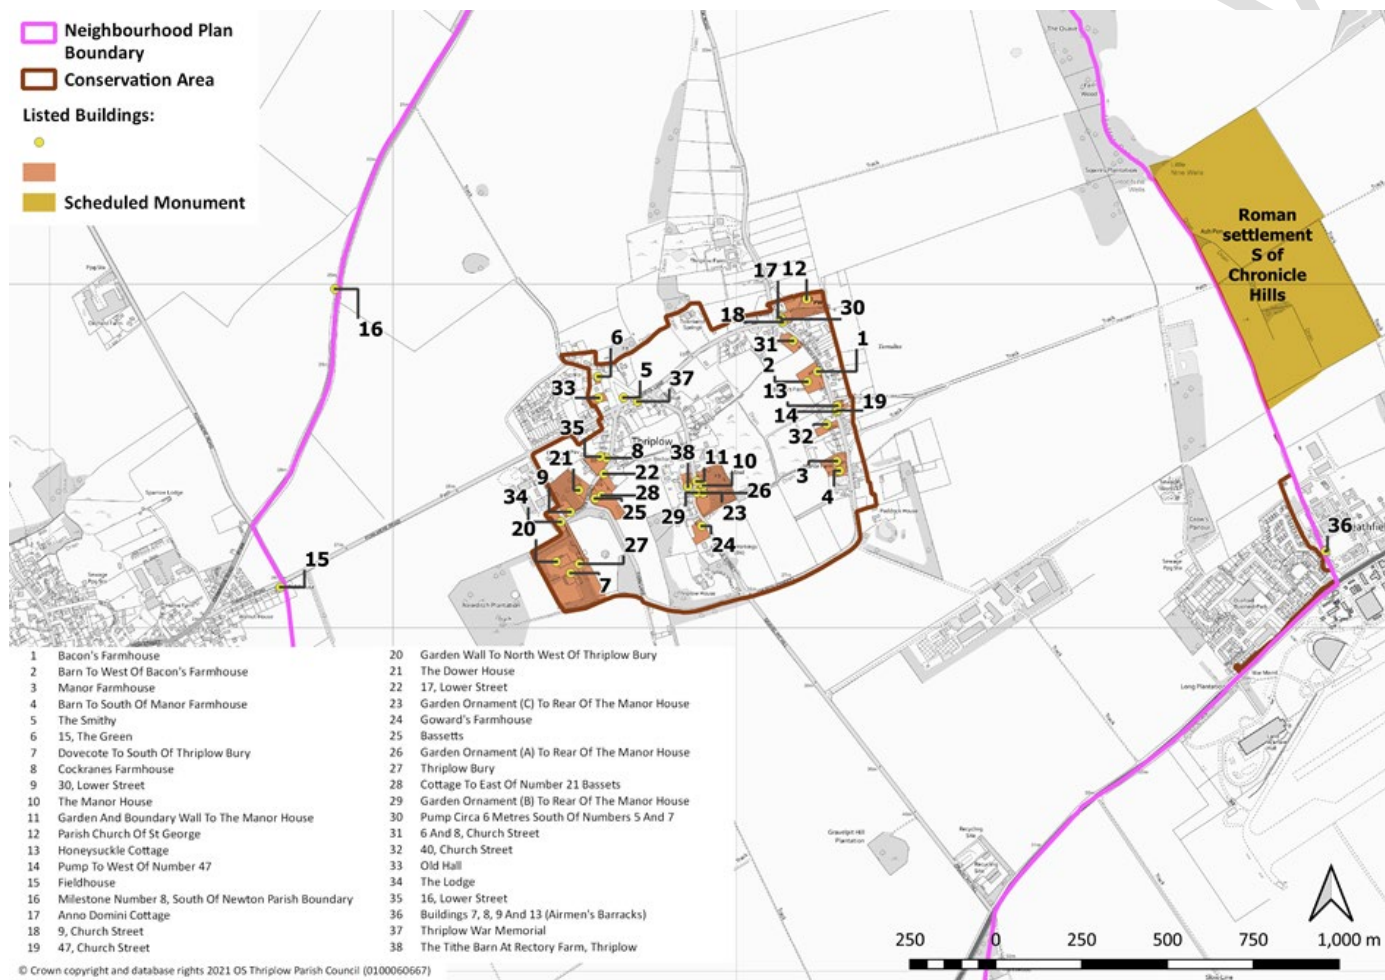 Neighbourhood Plan
Boundary
Conservation Area
Listed Buildings:
Scheduled Monument
Roman
settlement
S of
Chronicle
Hills
17 12
18
30
31
1
2
13
14
19
32
3
4
6
5
37
33
35
8
21
9
22
28
34
25
20
27
7
38
11
10
26
29
23
24
16
15
36
Thriplow
Track
Track
Track
Recycling
Site
Gravelpit Hill
Plantation
Long Plantation
1 Bacon's Farmhouse
2 Barn To West Of Bacon's Farmhouse
3 Manor Farmhouse
4 Barn To South Of Manor Farmhouse
5 The Smithy
6 15, The Green
7 Dovecote To South Of Thriplow Bury
8 Cockranes Farmhouse
9 30, Lower Street
10 The Manor House
11 Garden And Boundary Wall To The Manor House
12 Parish Church Of St George
13 Honeysuckle Cottage
14 Pump To West Of Number 47
15 Fieldhouse
16 Milestone Number 8, South Of Newton Parish Boundary
17 Anno Domini Cottage
18 9, Church Street
19 47, Church Street
20 Garden Wall To North West Of Thriplow Bury
21 The Dower House
22 17, Lower Street
23 Garden Ornament (C) To Rear Of The Manor House
24 Goward's Farmhouse
25 Bassetts
26 Garden Ornament (A) To Rear Of The Manor House
27 Thriplow Bury
28 Cottage To East Of Number 21 Bassets
29 Garden Ornament (B) To Rear Of The Manor House
30 Pump Circa 6 Metres South Of Numbers 5 And 7
31 6 And 8, Church Street
32 40, Church Street
33 Old Hall
34 The Lodge
35 16, Lower Street
36 Buildings 7, 8, 9 And 13 (Airmen's Barracks)
37 Thriplow War Memorial
38 The Tithe Barn At Rectory Farm, Thriplow
250 0 250 500 750 1,000 m
© Crown copyright and database rights 2021 OS Thriplow Parish Council (0100060667)